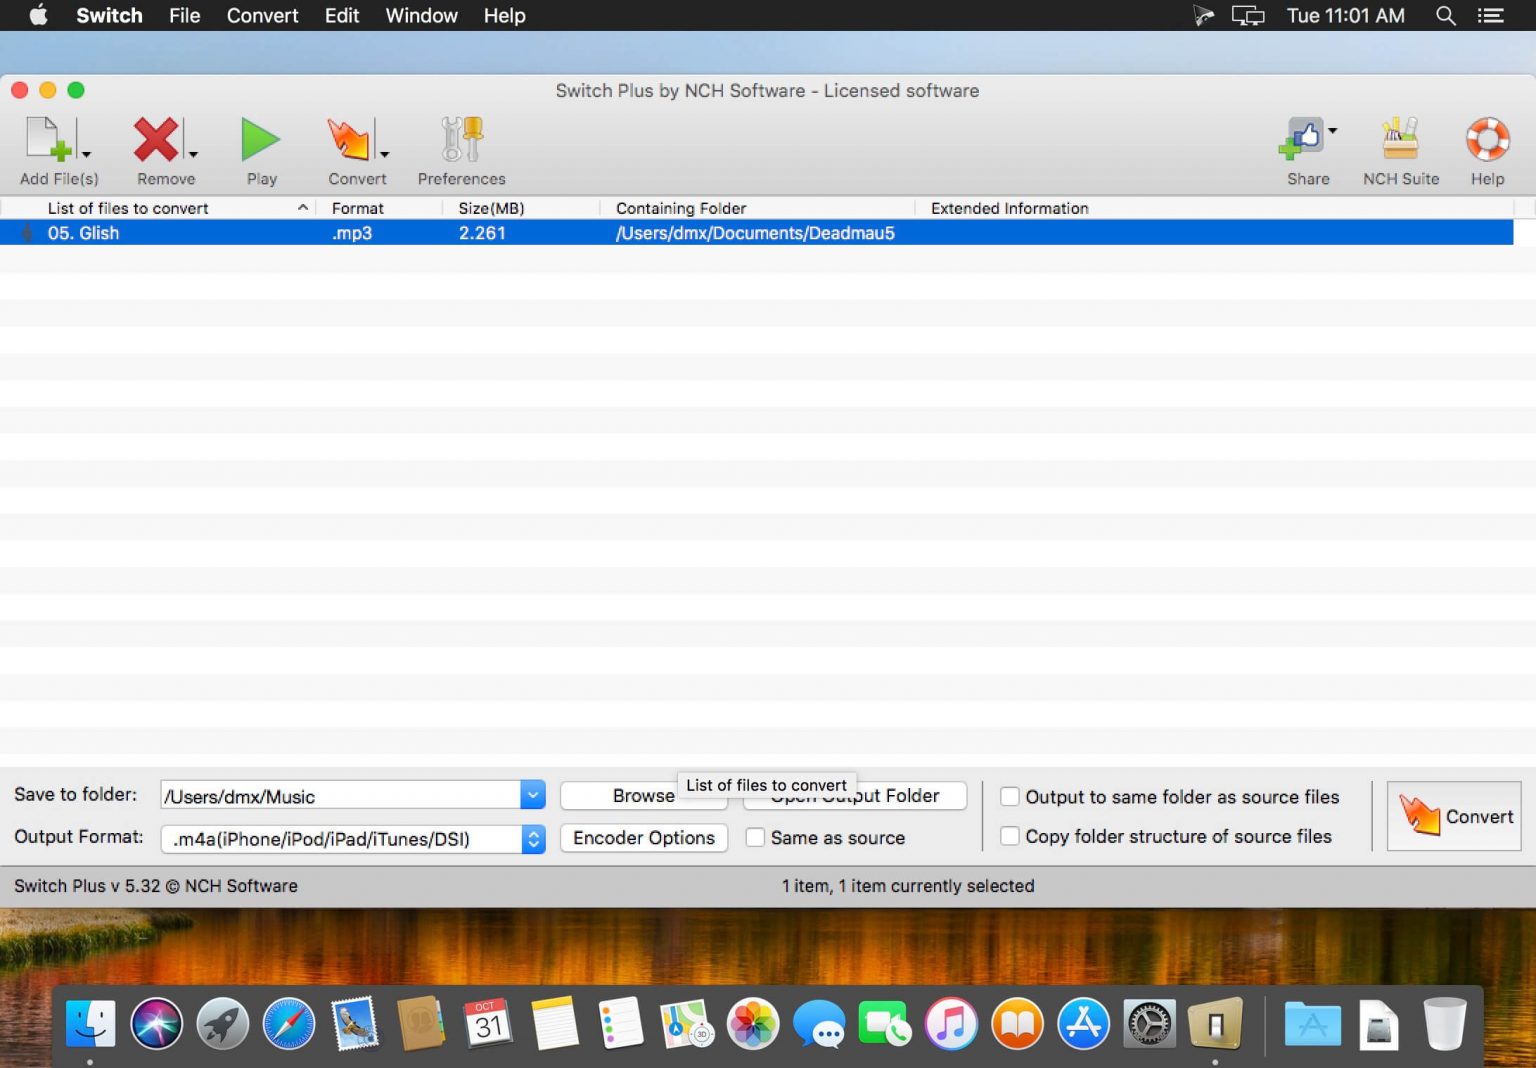 Switch File Convert Edit Window Help Tue 11:01 AM
Switch Plus by NCH Software - Licensed software
Add File(s) Remove Play Convert Preferences Share NCH Suite Help
List of files to convert Format Size(MB) Containing Folder Extended Information
05. Glish .mp3 2.261 /Users/dmx/Documents/Deadmau5
List of files to convert
Save to folder: /Users/dmx/Music Browse Open Output Folder Output to same folder as source files
Convert
Output Format: .m4a(iPhone/iPod/iPad/iTunes/DSI) Encoder Options Same as source Copy folder structure of source files
Switch Plus v 5.32 © NCH Software 1 item, 1 item currently selected
OCT
31
3D